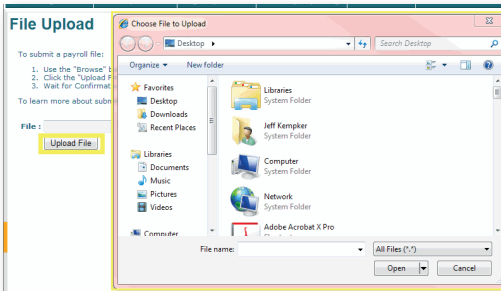 File Upload
To submit a payroll file:
1. Use the "Browse"
2. Click the "Upload
3. Wait for
To learn more about
File :
Upload File
Choose File to Upload
Desktop
Search Desktop
Organize
New folder
Favorites
Desktop
Downloads
Recent Places
Libraries
Documents
Music
Pictures
Videos
Computer
Libraries
System Folder
Jeff Kempker
System Folder
Computer
System Folder
Network
System Folder
Adobe Acrobat X Pro
File name:
All Files (*.*)
Open
Cancel